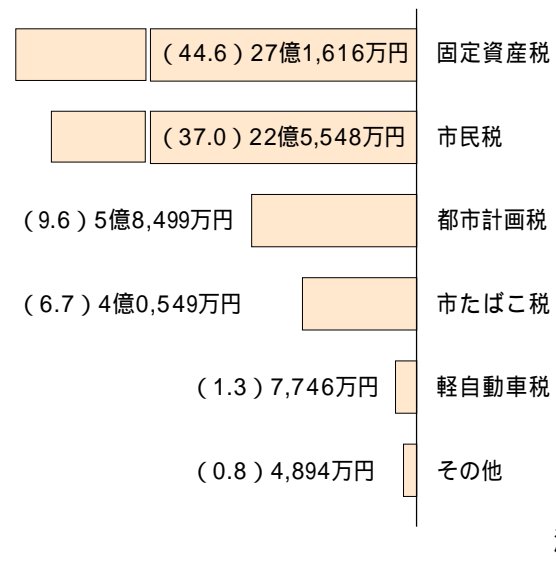 （44.6）27億1,616万円 固定資産税
（37.0）22億5,548万円 市民税
（9.6）5億8,499万円 都市計画税
（6.7）4億0,549万円 市たばこ税
（1.3）7,746万円 軽自動車税
（0.8）4,894万円 その他